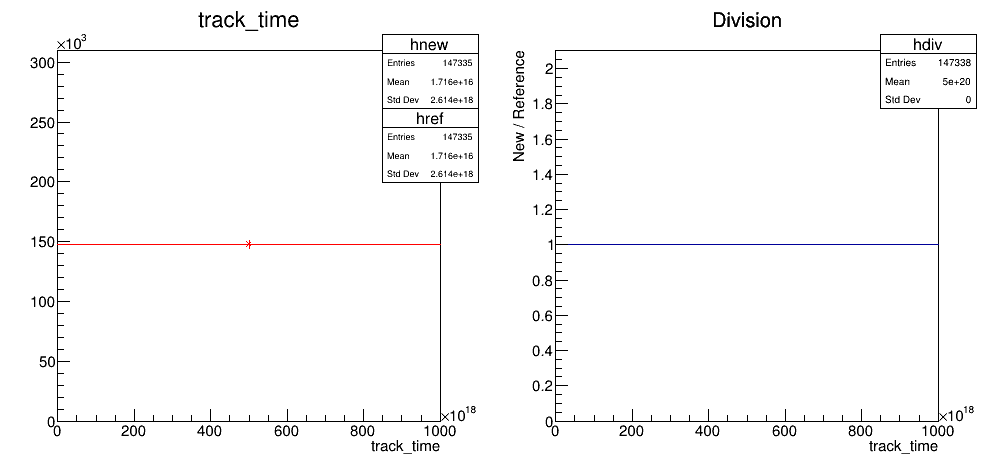 track_time
×10³
hnew
Entries 147335
Mean 1.716e+16
Std Dev 2.614e+18
href
Entries 147335
Mean 1.716e+16
Std Dev 2.614e+18
300
250
200
150
100
50
0
0 200 400 600 800 1000
×10¹⁸
track_time
Division
New / Reference
hdiv
Entries 147338
Mean 5e+20
Std Dev 0
2
1.8
1.6
1.4
1.2
1
0.8
0.6
0.4
0.2
0
0 200 400 600 800 1000
×10¹⁸
track_time